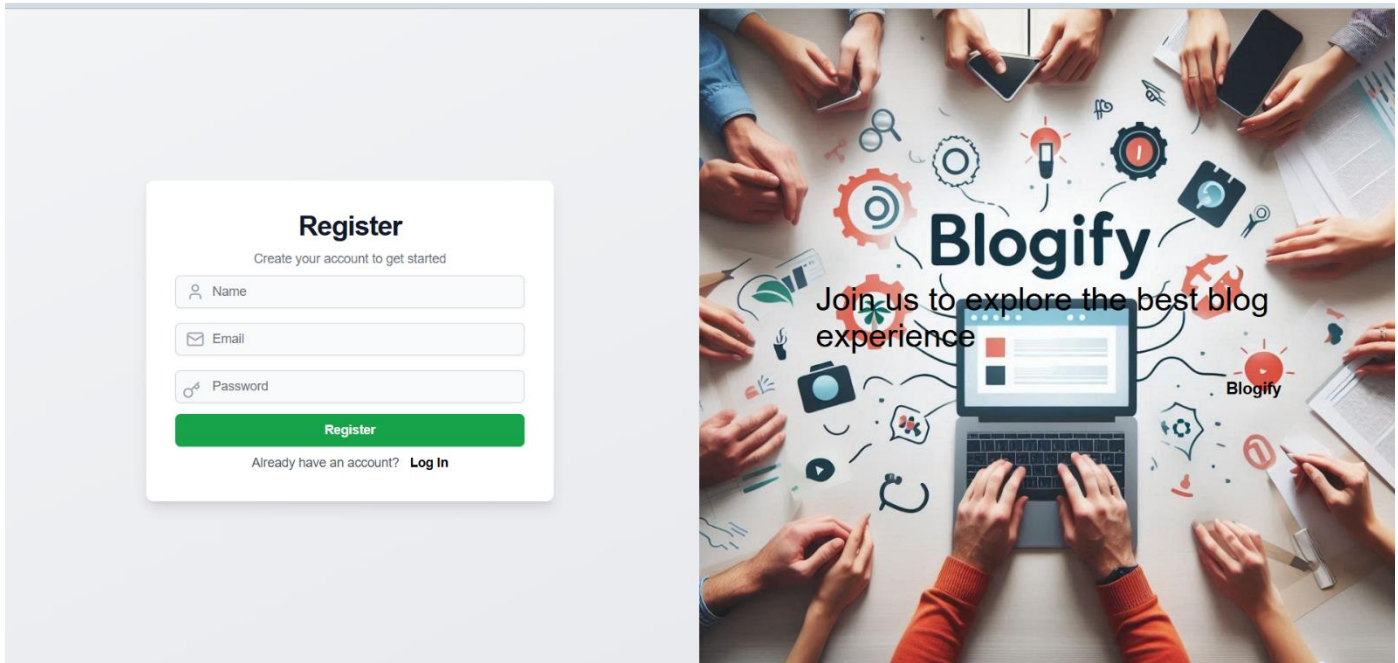 Register
Create your account to get started
Name
Email
Password
Register
Already have an account? Log In
Blogify
Join us to explore the best blog
experience
Blogify